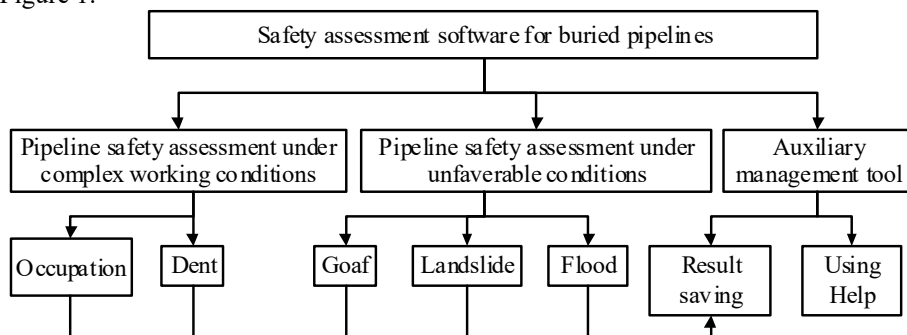 Figure 1.
Safety assessment software for buried pipelines
Pipeline safety assessment under
complex working conditions
Pipeline safety assessment under
unfaverable conditions
Auxiliary
management tool
Occupation
Dent
Goaf
Landslide
Flood
Result
saving
Using
Help